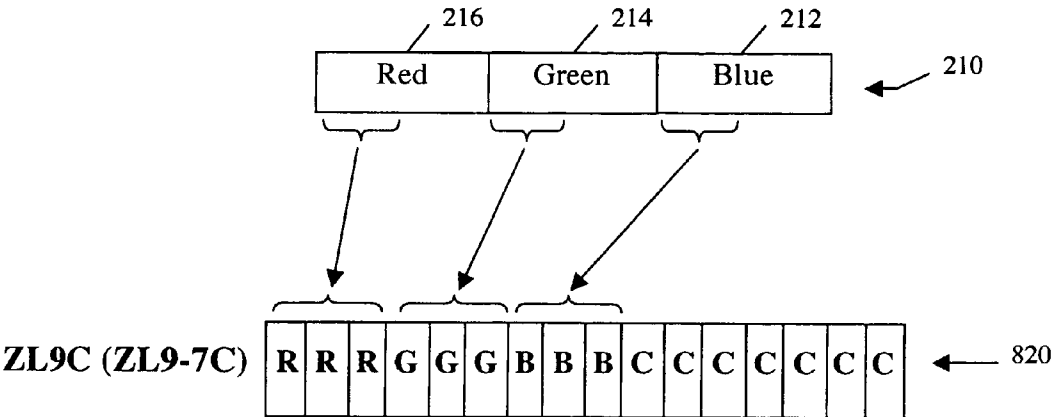 216 214 212
Red Green Blue 210
ZL9C (ZL9-7C) R R R G G G B B B C C C C C C C 820